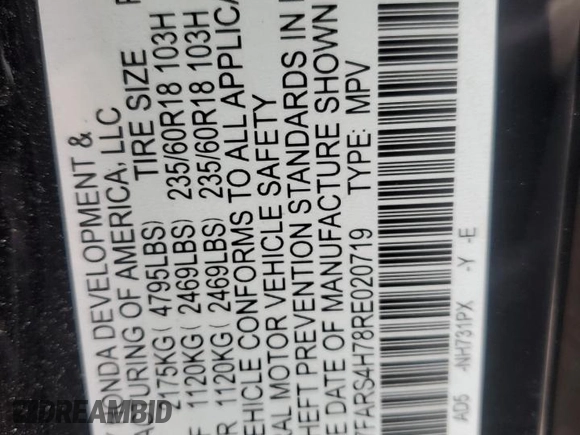 NDA DEVELOPMENT &
URING OF AMERICA, LLC
TIRE SIZE
2175KG ( 4795LBS)
1120KG ( 2469LBS) 235/60R18 103H
R 1120KG ( 2469LBS) 235/60R18 103H
EHICLE CONFORMS TO ALL APPLICA
RAL MOTOR VEHICLE SAFETY
HEFT PREVENTION STANDARDS IN
E DATE OF MANUFACTURE SHOWN
7FARS4H78RE020719 TYPE: MPV
AD5 -NH731PX -Y -E
DREAMBID